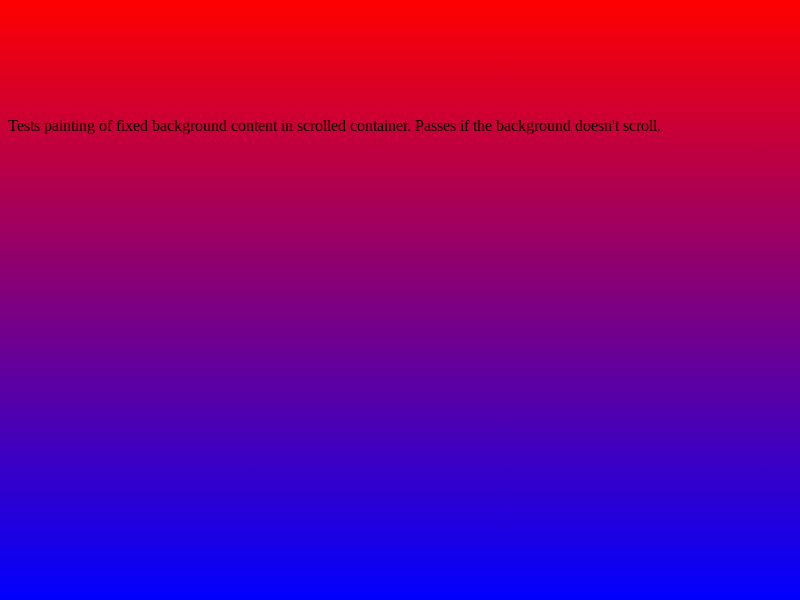 Tests painting of fixed background content in scrolled container. Passes if the background doesn't scroll.